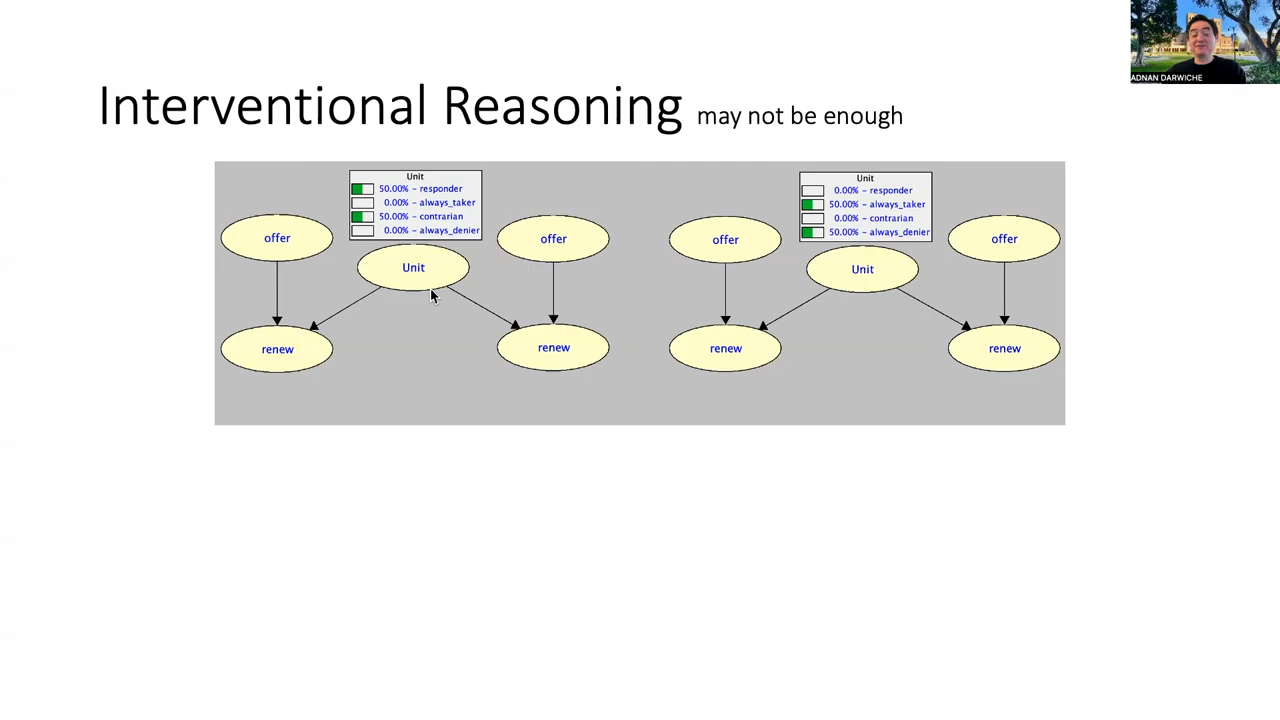 ADNAN DARWICHE
Interventional Reasoning may not be enough
Unit
50.00% - responder
0.00% - always_taker
50.00% - contrarian
0.00% - always_denier
offer
Unit
offer
renew
renew
Unit
0.00% - responder
50.00% - always_taker
0.00% - contrarian
50.00% - always_denier
offer
Unit
offer
renew
renew